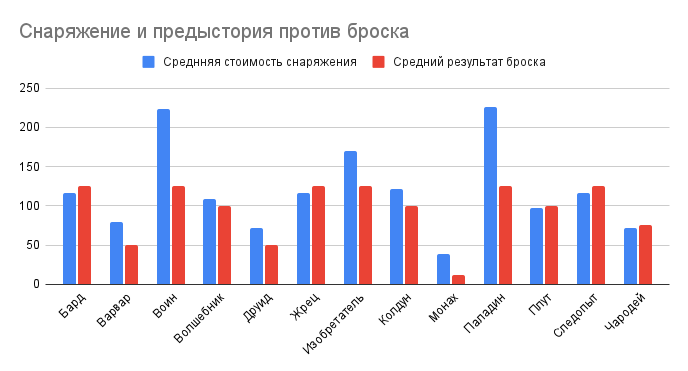 Снаряжение и предыстория против броска
Среднняя стоимость снаряжения
Средний результат броска
250
200
150
100
50
0
Бард
Варвар
Воин
Волшебник
Друид
Жрец
Изобретатель
Колдун
Монах
Паладин
Плут
Следопыт
Чародей